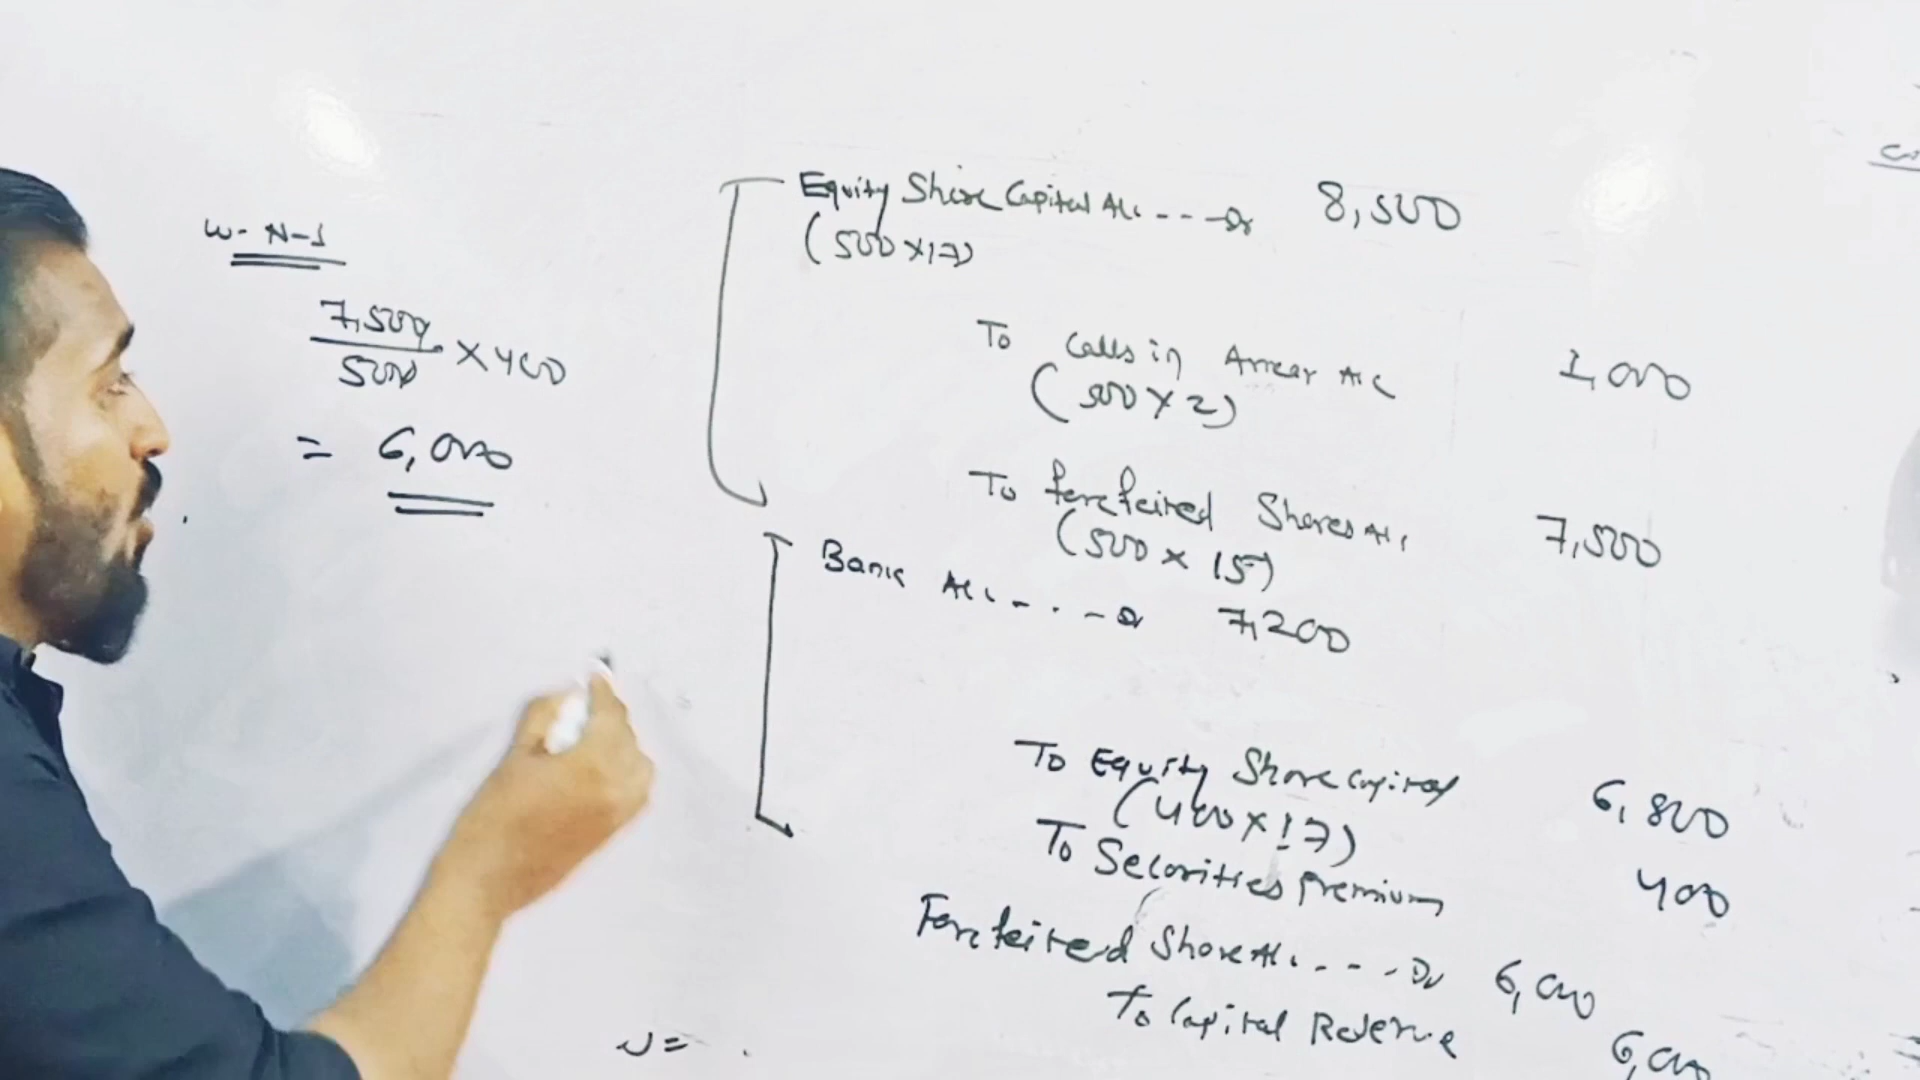 W-N-1
7,500
500 × 400
= 6,000
Equity Share Capital A/c - - - Dr 8,500
(500×17)
To Calls in Arrear A/c 1,000
(500×2)
To forefeited Shares A/c 7,500
(500 × 15)
Bank A/c - . . - Dr 7,200
To Equity Share Capital 6,800
(400×17)
To Securities premium 400
Forefeited Share A/c . - - - Dr 6,000
To Capital Reserve 6,000